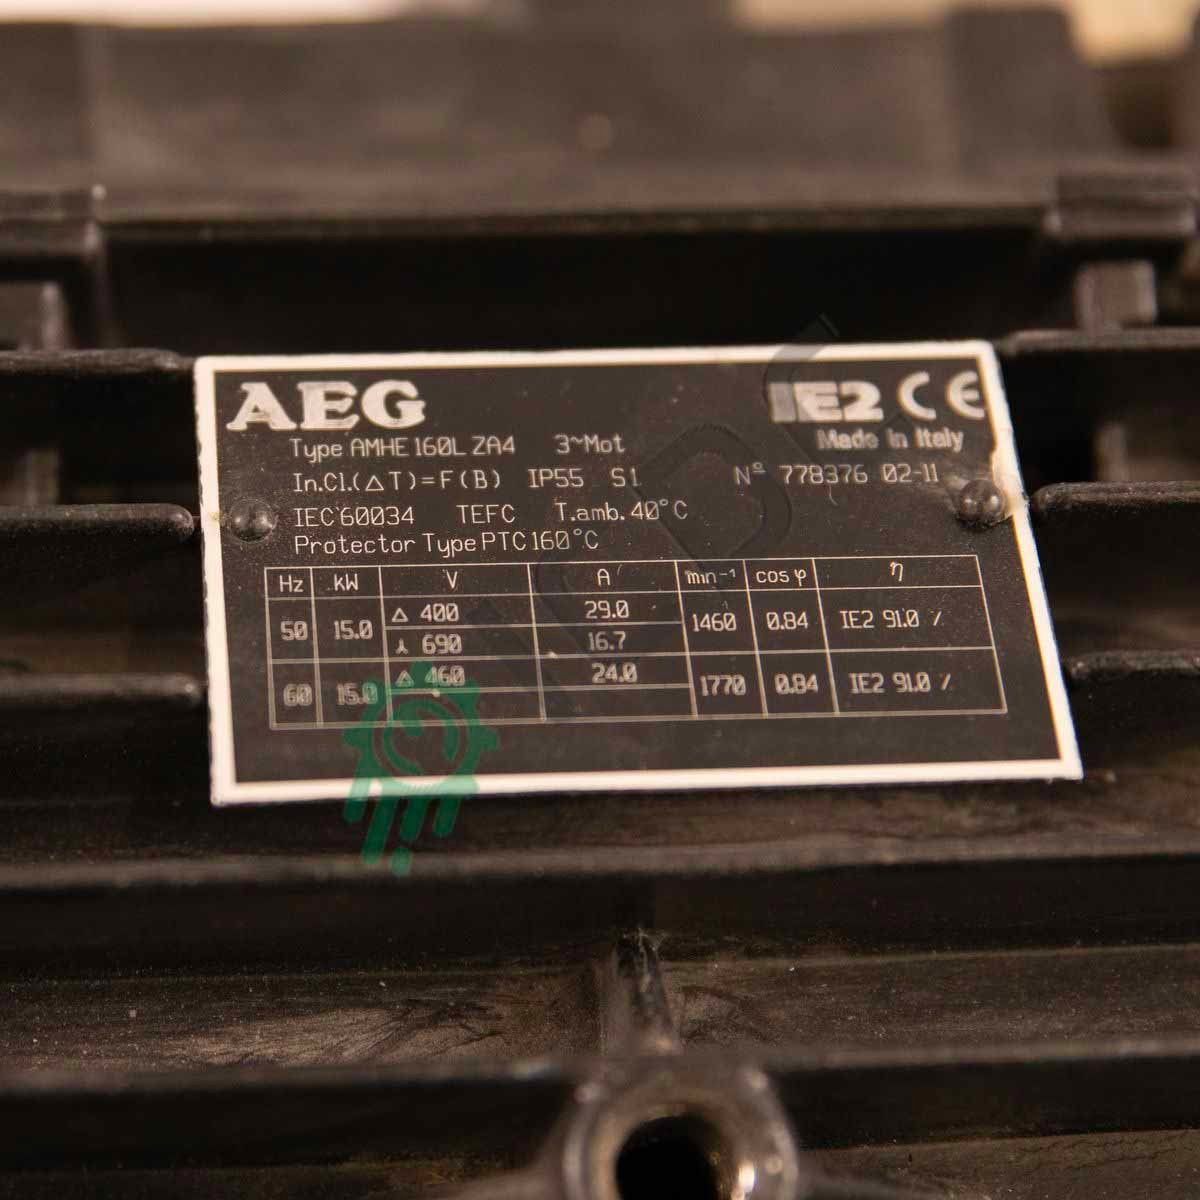 AEG IE2 CE
Made in Italy
Type AMHE 160L ZA4 3~Mot
In.Cl.(△T)=F(B) IP55 S1 Nº 778376 02-11
IEC 60034 TEFC T.amb. 40°C
Protector Type PTC 160°C
Hz kW V A min⁻¹ cos φ η
50 15.0 △ 400 29.0 1460 0.84 IE2 91.0 %
⅄ 690 16.7
60 15.0 △ 460 24.0 1770 0.84 IE2 91.0 %